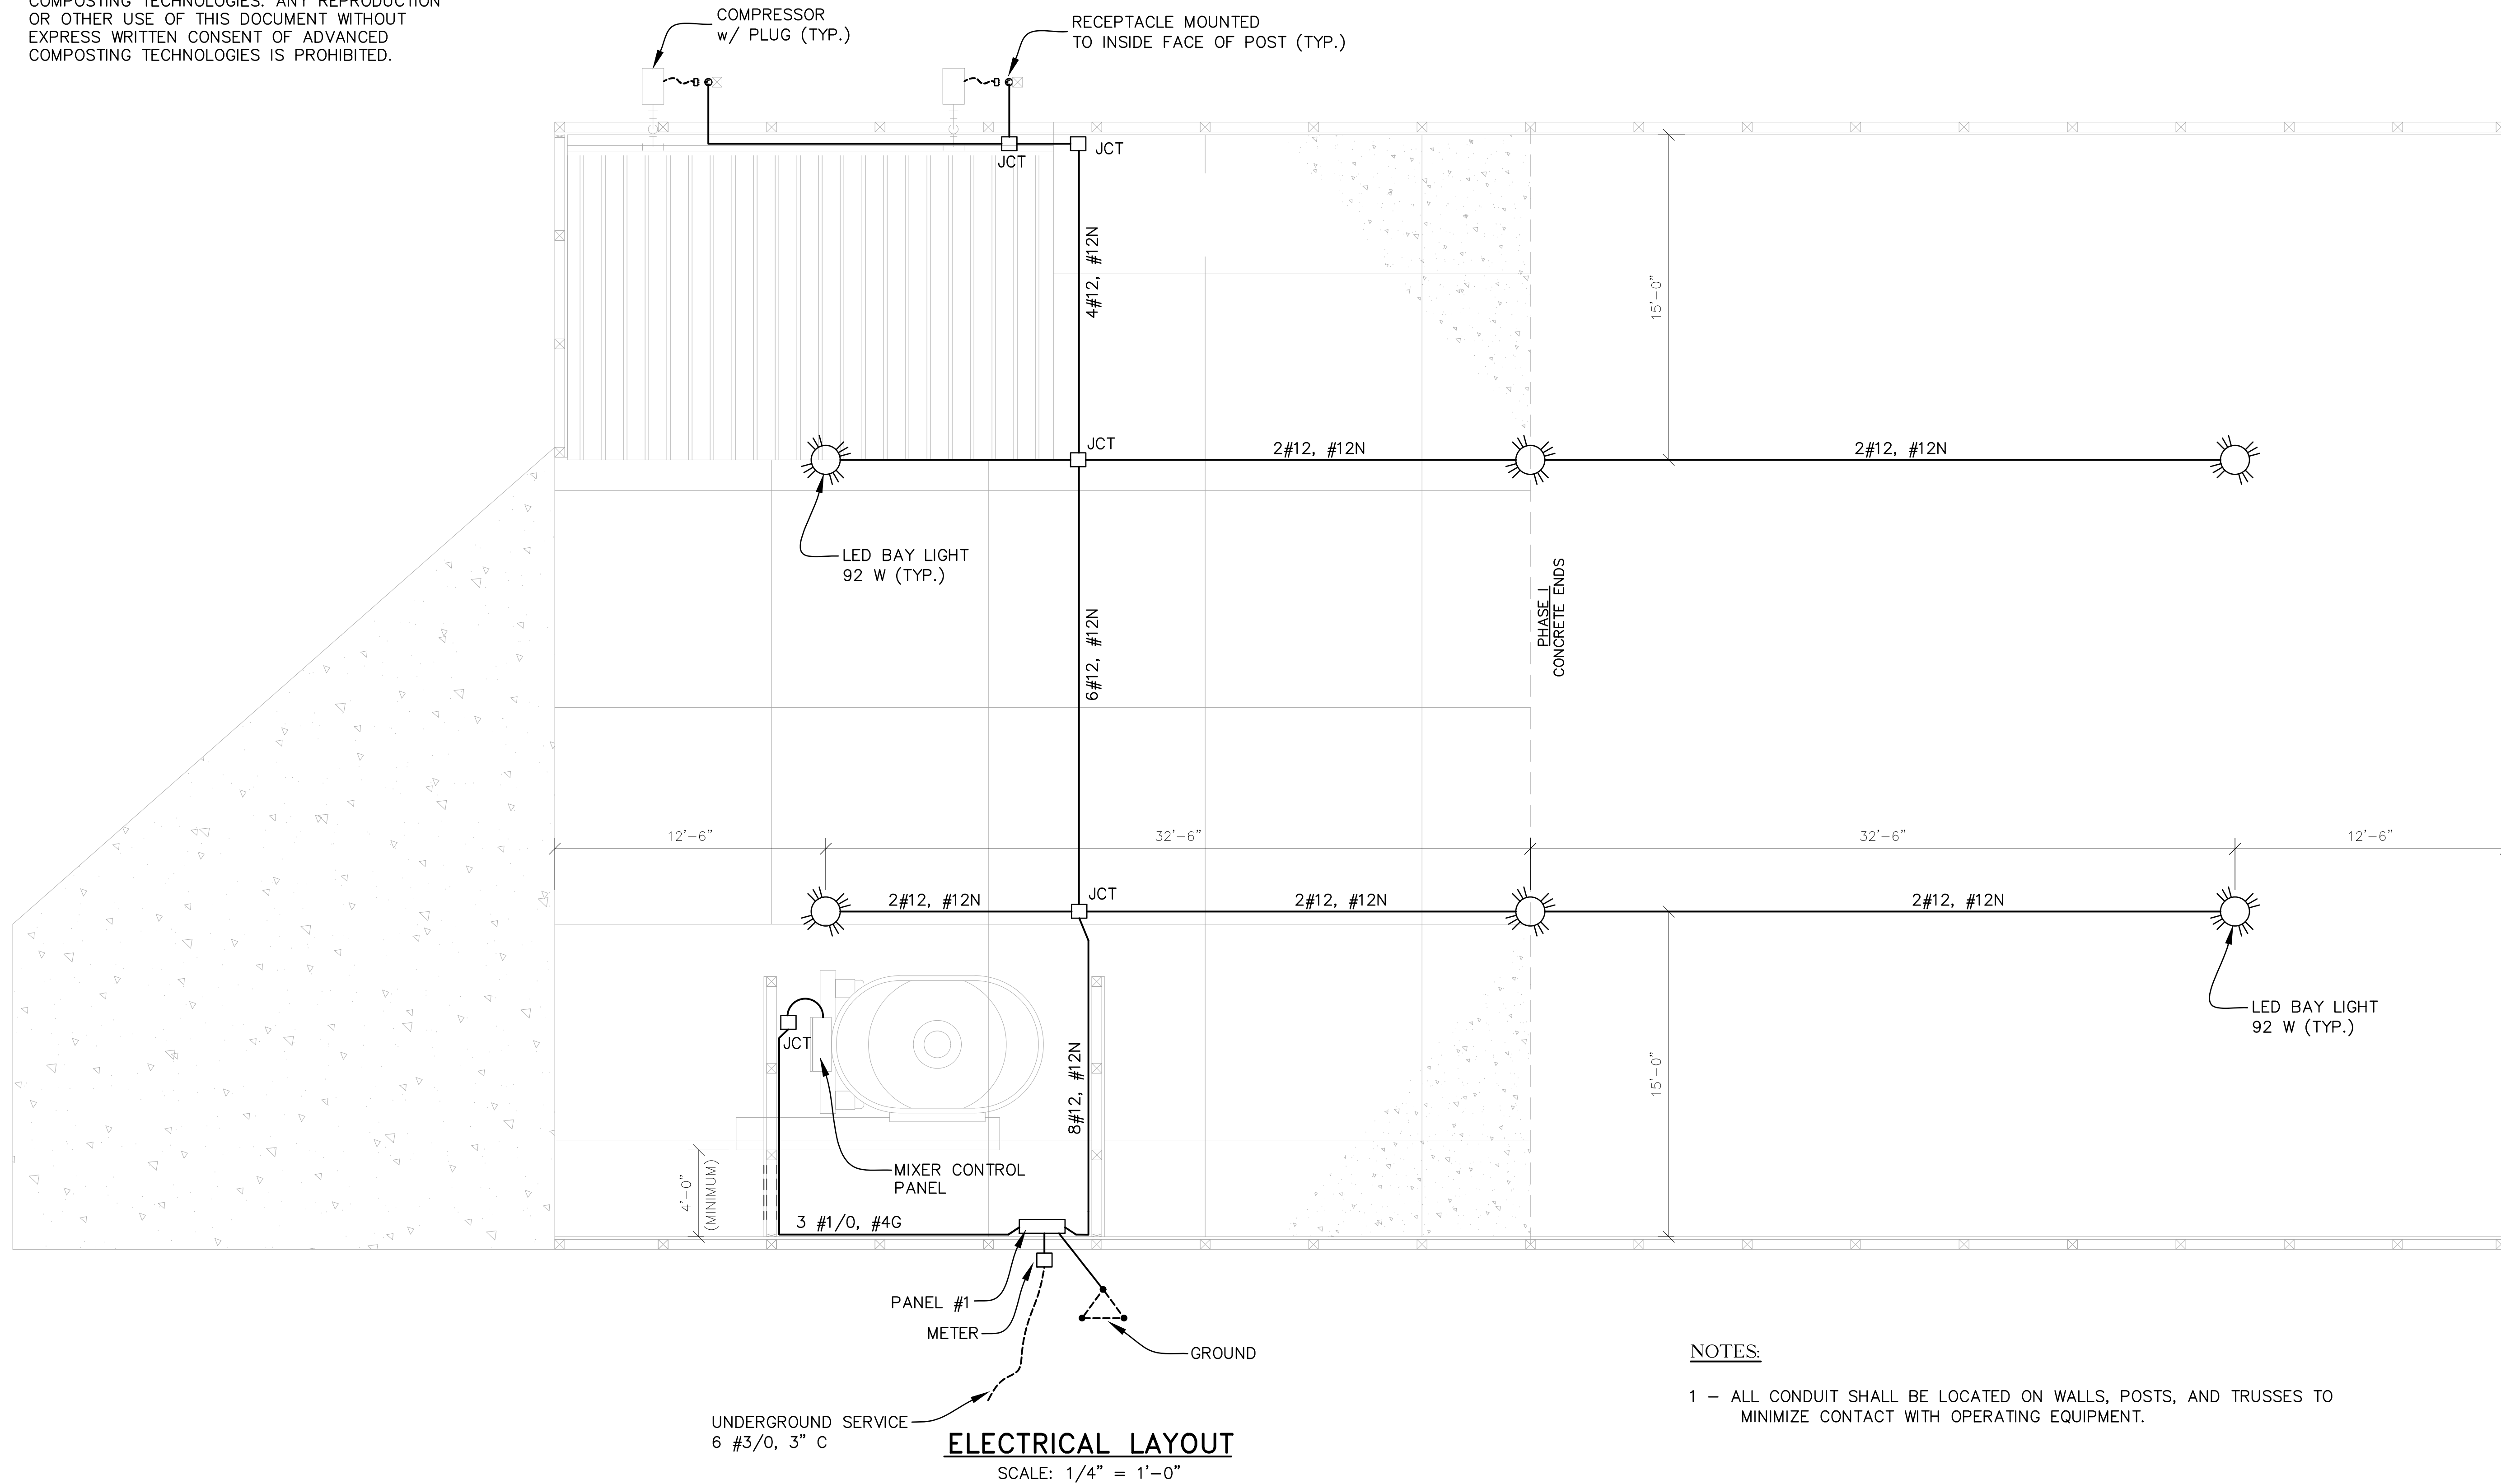 COMPOSTING TECHNOLOGIES. ANY REPRODUCTION
OR OTHER USE OF THIS DOCUMENT WITHOUT
EXPRESS WRITTEN CONSENT OF ADVANCED
COMPOSTING TECHNOLOGIES IS PROHIBITED.
COMPRESSOR
w/ PLUG (TYP.)
RECEPTACLE MOUNTED
TO INSIDE FACE OF POST (TYP.)
JCT
JCT
4#12, #12N
15'-0"
JCT
2#12, #12N
2#12, #12N
LED BAY LIGHT
92 W (TYP.)
PHASE I
CONCRETE ENDS
6#12, #12N
12'-6"
32'-6"
32'-6"
12'-6"
JCT
2#12, #12N
2#12, #12N
2#12, #12N
LED BAY LIGHT
92 W (TYP.)
JCT
8#12, #12N
15'-0"
4'-0"
(MINIMUM)
MIXER CONTROL
PANEL
3 #1/0, #4G
PANEL #1
METER
GROUND
UNDERGROUND SERVICE
6 #3/0, 3" C
ELECTRICAL LAYOUT
SCALE: 1/4" = 1'-0"
NOTES:
1 - ALL CONDUIT SHALL BE LOCATED ON WALLS, POSTS, AND TRUSSES TO
MINIMIZE CONTACT WITH OPERATING EQUIPMENT.